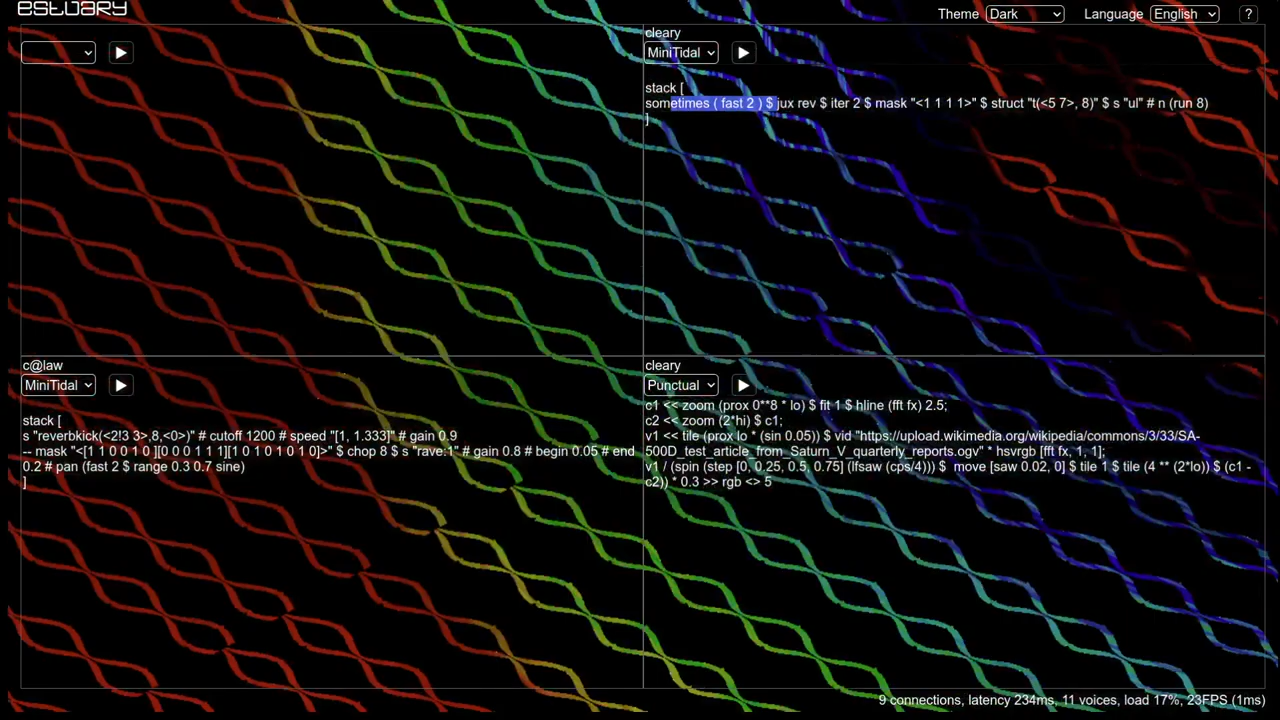 estuary
Theme Dark Language English ?
cleary
MiniTidal
stack [
sometimes ( fast 2 ) $ jux rev $ iter 2 $ mask "<1 1 1 1>" $ struct "t(<5 7>, 8)" $ s "ul" # n (run 8)
]
c@law
MiniTidal
stack [
s "reverbkick(<2!3 3>,8,<0>)" # cutoff 1200 # speed "[1, 1.333]" # gain 0.9
-- mask "<[1 1 0 0 1 0 ][0 0 0 1 1 1][1 0 1 0 1 0 1 0]>" $ chop 8 $ s "rave:1" # gain 0.8 # begin 0.05 # end
0.2 # pan (fast 2 $ range 0.3 0.7 sine)
]
cleary
Punctual
c1 << zoom (prox 0**8 * lo) $ fit 1 $ hline (fft fx) 2.5;
c2 << zoom (2*hi) $ c1;
v1 << tile (prox lo * (sin 0.05)) $ vid "https://upload.wikimedia.org/wikipedia/commons/3/33/SA-
500D_test_article_from_Saturn_V_quarterly_reports.ogv" * hsvrgb [fft fx, 1, 1];
v1 / (spin (step [0, 0.25, 0.5, 0.75] (lfsaw (cps/4))) $  move [saw 0.02, 0] $ tile 1 $ tile (4 ** (2*lo)) $ (c1 -
c2)) * 0.3 >> rgb <> 5
9 connections, latency 234ms, 11 voices, load 17%, 23FPS (1ms)